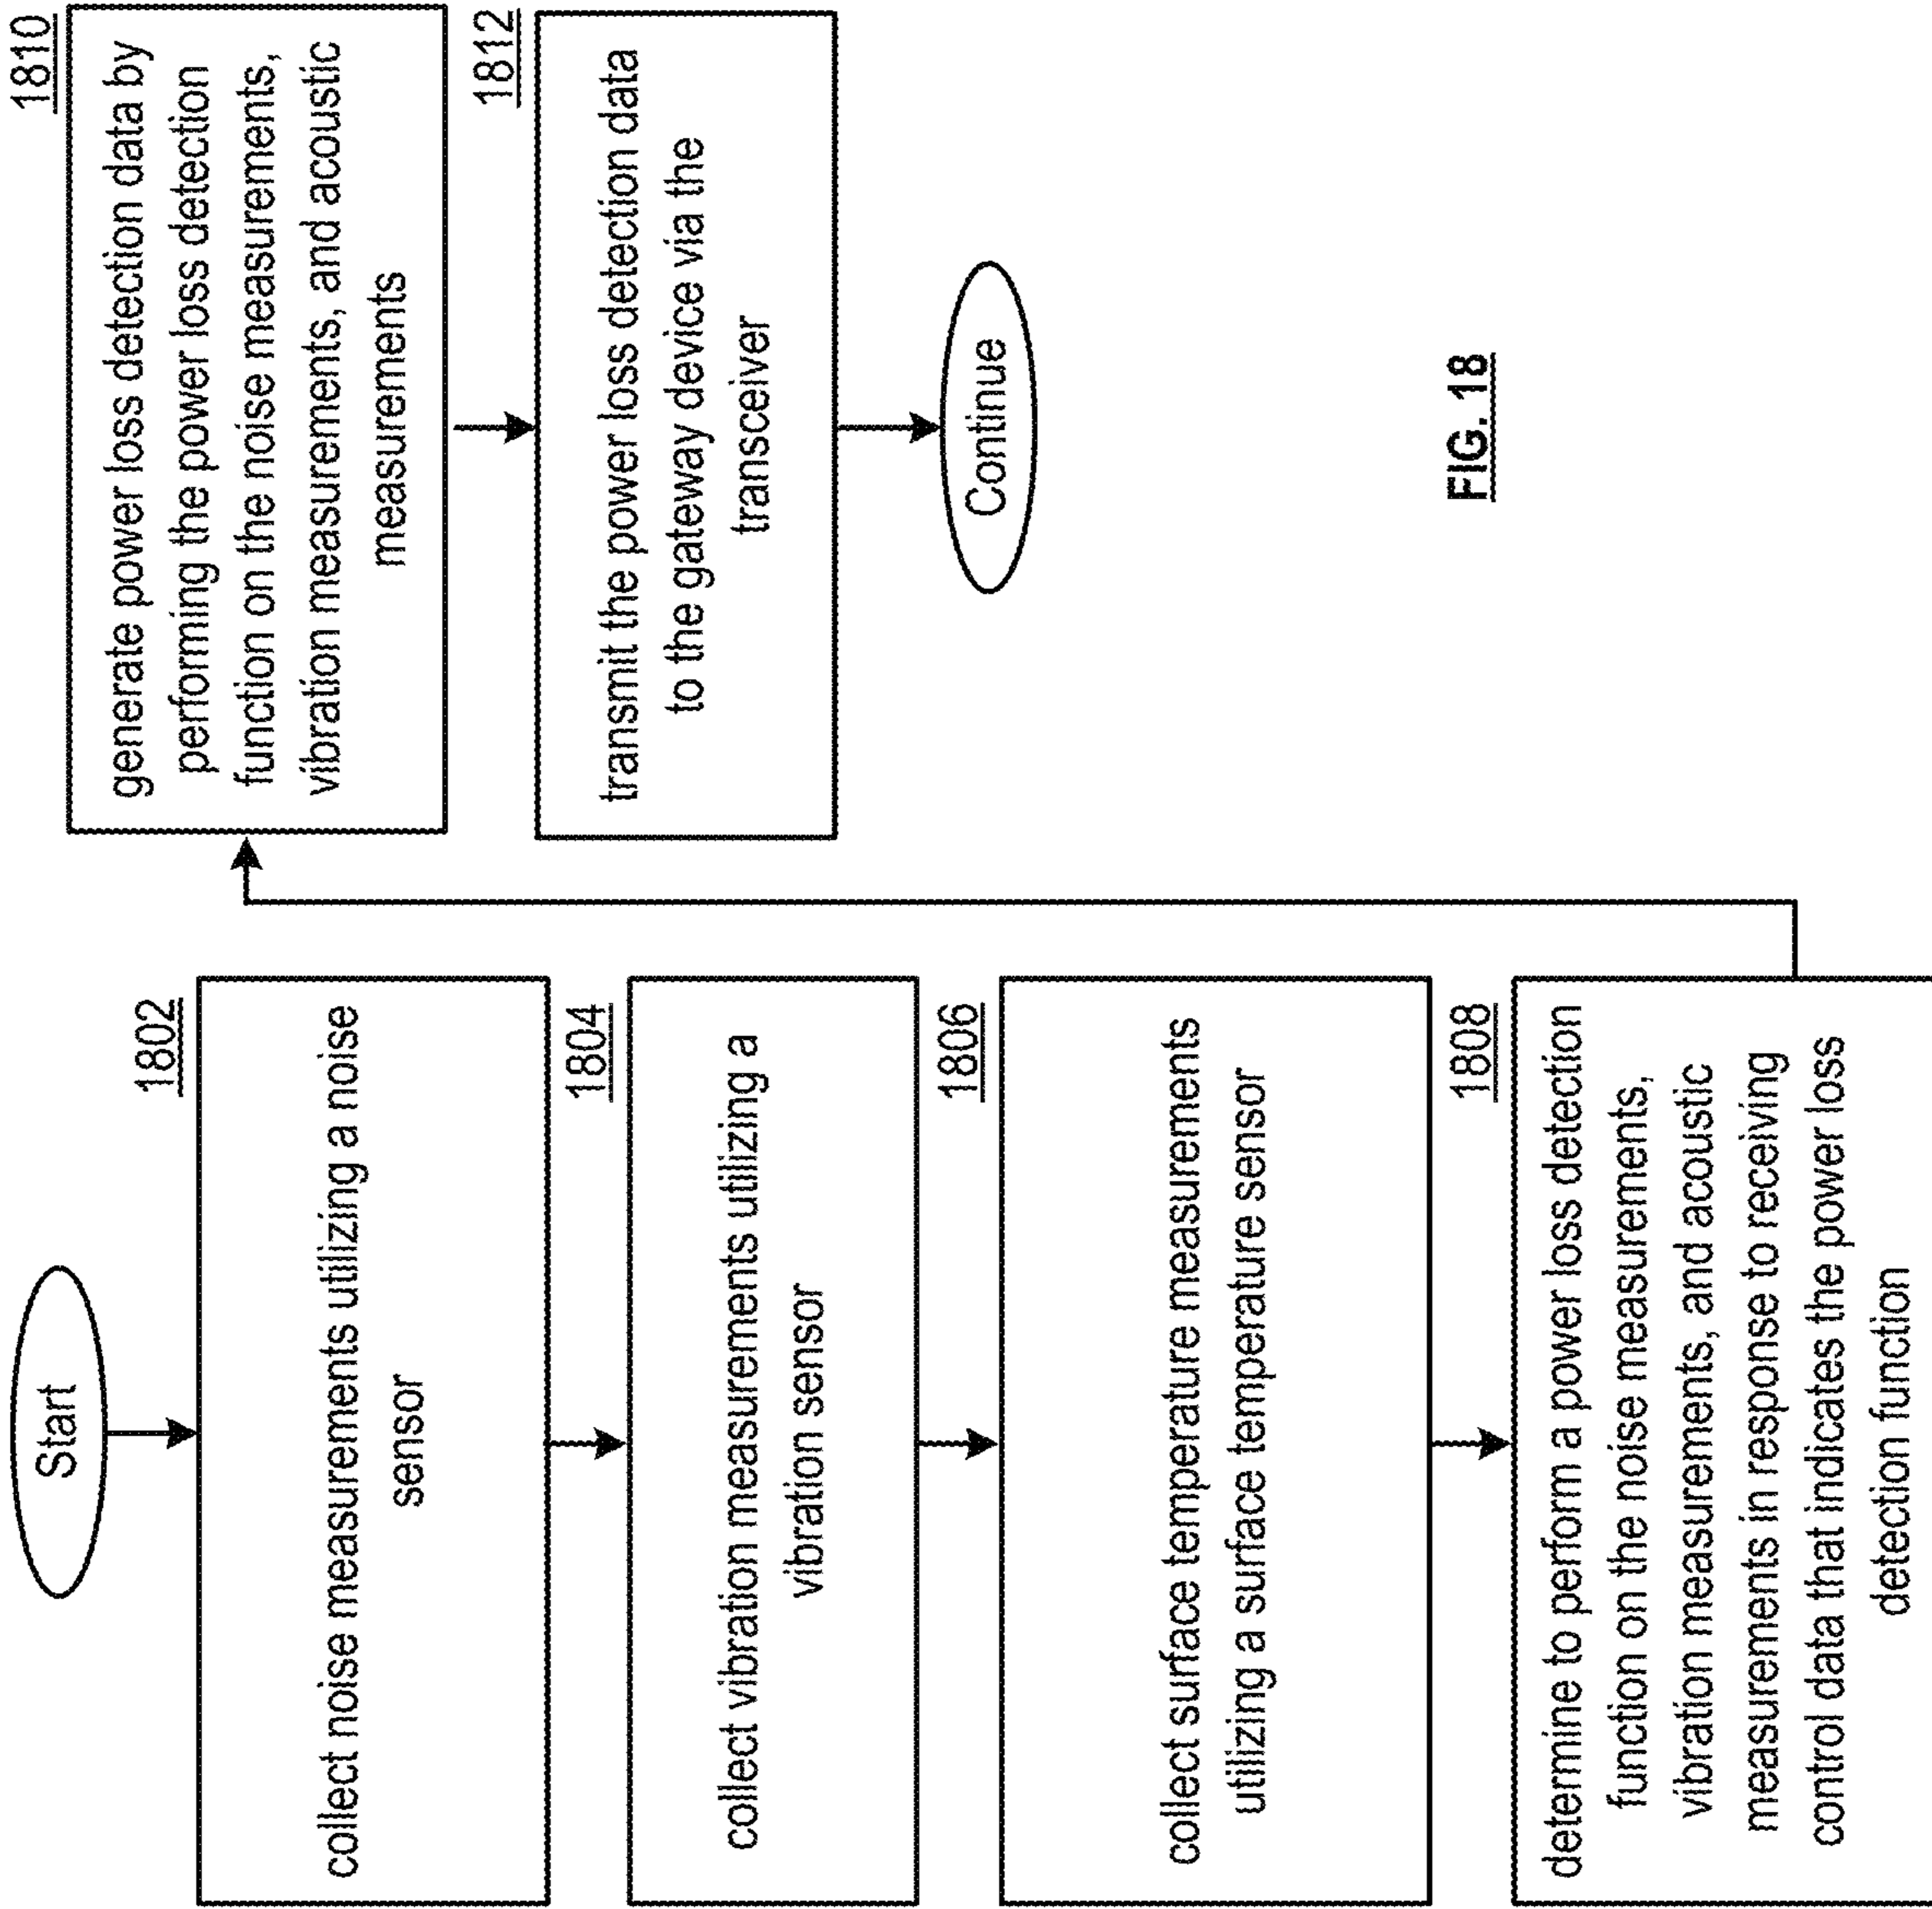 Start
1802
collect noise measurements utilizing a noise
sensor
1804
collect vibration measurements utilizing a
vibration sensor
1806
collect surface temperature measurements
utilizing a surface temperature sensor
1808
determine to perform a power loss detection
function on the noise measurements,
vibration measurements, and acoustic
measurements in response to receiving
control data that indicates the power loss
detection function
1810
generate power loss detection data by
performing the power loss detection
function on the noise measurements,
vibration measurements, and acoustic
measurements
1812
transmit the power loss detection data
to the gateway device via the
transceiver
Continue
FIG. 18